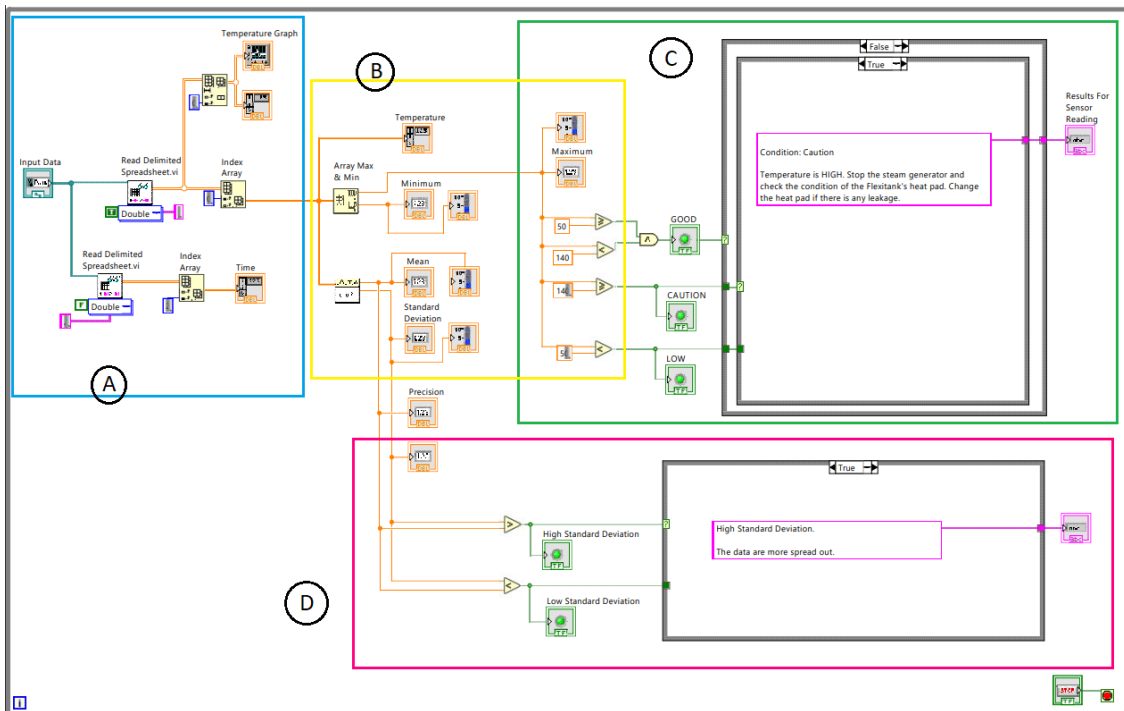 Temperature Graph
A
Input Data
Read Delimited
Spreadsheet.vi
Index
Array
T
Double
Read Delimited
Spreadsheet.vi
Index
Array
Time
F
Double
B
Temperature
Array Max
& Min
Minimum
Mean
Standard
Deviation
Precision
C
Maximum
50
140
GOOD
CAUTION
LOW
False
True
Condition: Caution
Temperature is HIGH. Stop the steam generator and
check the condition of the Flexitank's heat pad. Change
the heat pad if there is any leakage.
Results For
Sensor
Reading
D
High Standard Deviation
Low Standard Deviation
True
High Standard Deviation.
The data are more spread out.
STOP
i